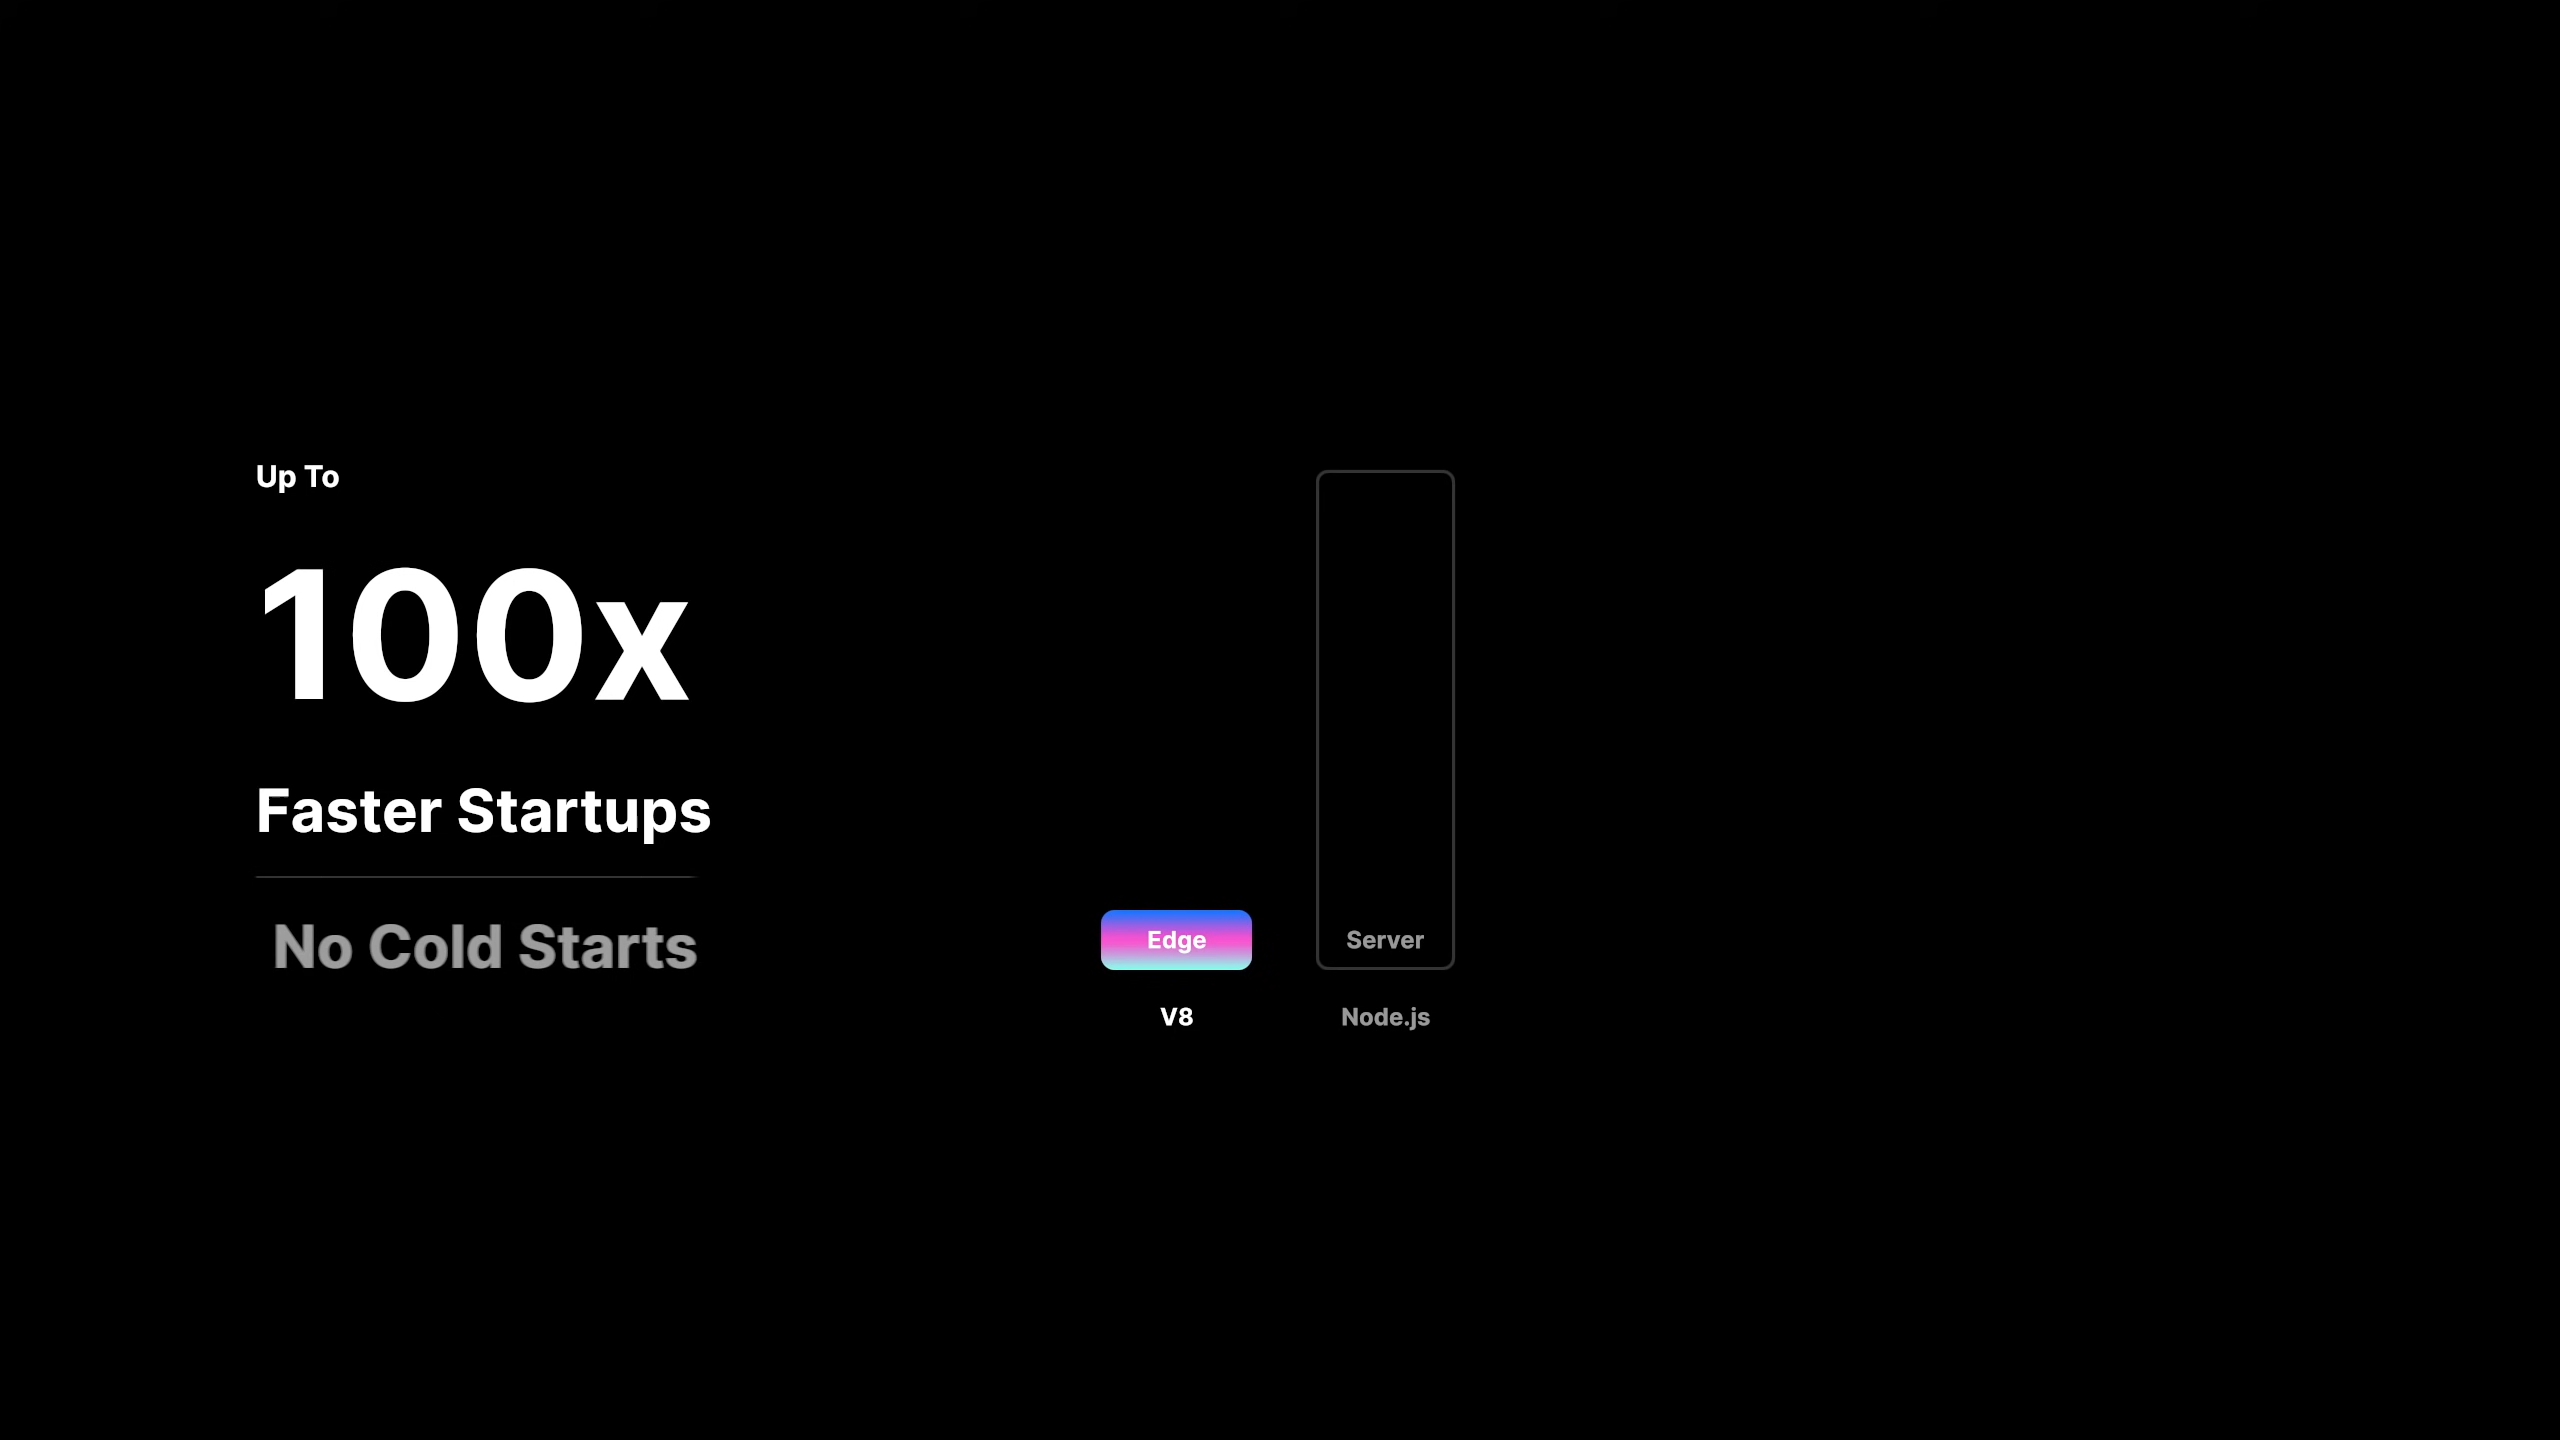 Up To
100x
Faster Startups
No Cold Starts
Edge
Server
V8
Node.js